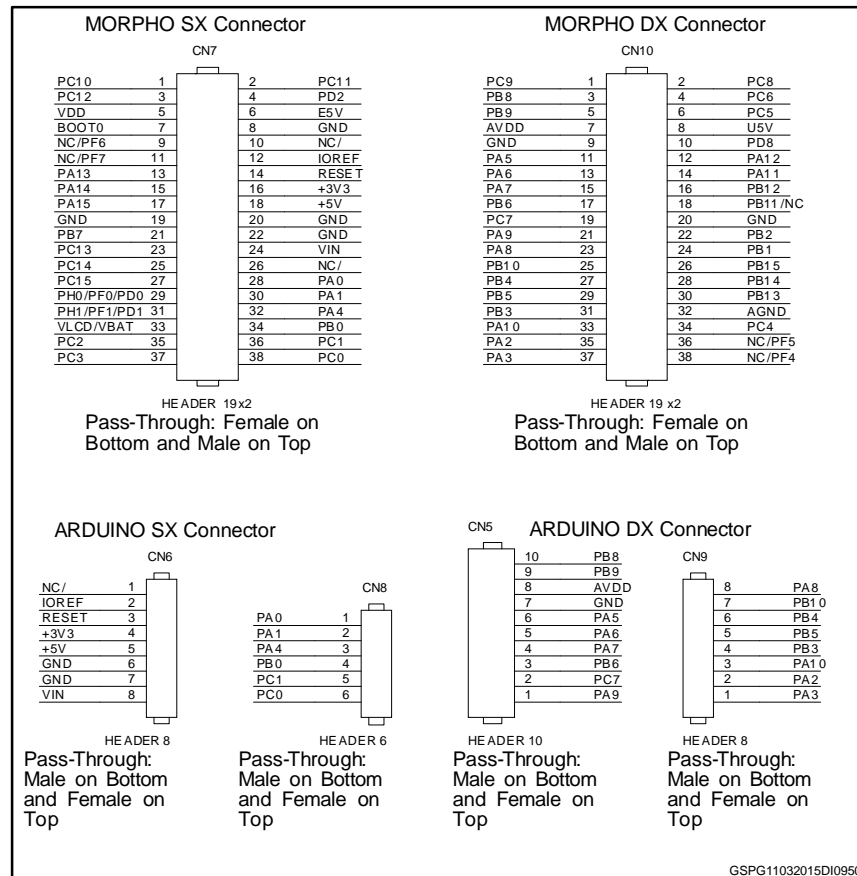 MORPHO SX Connector
CN7
PC10 1 2 PC11
PC12 3 4 PD2
VDD 5 6 E5V
BOOT0 7 8 GND
NC/PF6 9 10 NC/
NC/PF7 11 12 IOREF
PA13 13 14 RESET
PA14 15 16 +3V3
PA15 17 18 +5V
GND 19 20 GND
PB7 21 22 GND
PC13 23 24 VIN
PC14 25 26 NC/
PC15 27 28 PA0
PH0/PF0/PD0 29 30 PA1
PH1/PF1/PD1 31 32 PA4
VLCD/VBAT 33 34 PB0
PC2 35 36 PC1
PC3 37 38 PC0
HEADER 19x2
Pass-Through: Female on
Bottom and Male on Top
MORPHO DX Connector
CN10
PC9 1 2 PC8
PB8 3 4 PC6
PB9 5 6 PC5
AVDD 7 8 U5V
GND 9 10 PD8
PA5 11 12 PA12
PA6 13 14 PA11
PA7 15 16 PB12
PB6 17 18 PB11/NC
PC7 19 20 GND
PA9 21 22 PB2
PA8 23 24 PB1
PB10 25 26 PB15
PB4 27 28 PB14
PB5 29 30 PB13
PB3 31 32 AGND
PA10 33 34 PC4
PA2 35 36 NC/PF5
PA3 37 38 NC/PF4
HEADER 19 x2
Pass-Through: Female on
Bottom and Male on Top
ARDUINO SX Connector
CN6
NC/ 1
IOREF 2
RESET 3
+3V3 4
+5V 5
GND 6
GND 7
VIN 8
HEADER 8
Pass-Through:
Male on Bottom
and Female on
Top
CN8
PA0 1
PA1 2
PA4 3
PB0 4
PC1 5
PC0 6
HEADER 6
Pass-Through:
Male on Bottom
and Female on
Top
ARDUINO DX Connector
CN5
10 PB8
9 PB9
8 AVDD
7 GND
6 PA5
5 PA6
4 PA7
3 PB6
2 PC7
1 PA9
HEADER 10
Pass-Through:
Male on Bottom
and Female on
Top
CN9
8 PA8
7 PB10
6 PB4
5 PB5
4 PB3
3 PA10
2 PA2
1 PA3
HEADER 8
Pass-Through:
Male on Bottom
and Female on
Top
GSPG11032015DI0950